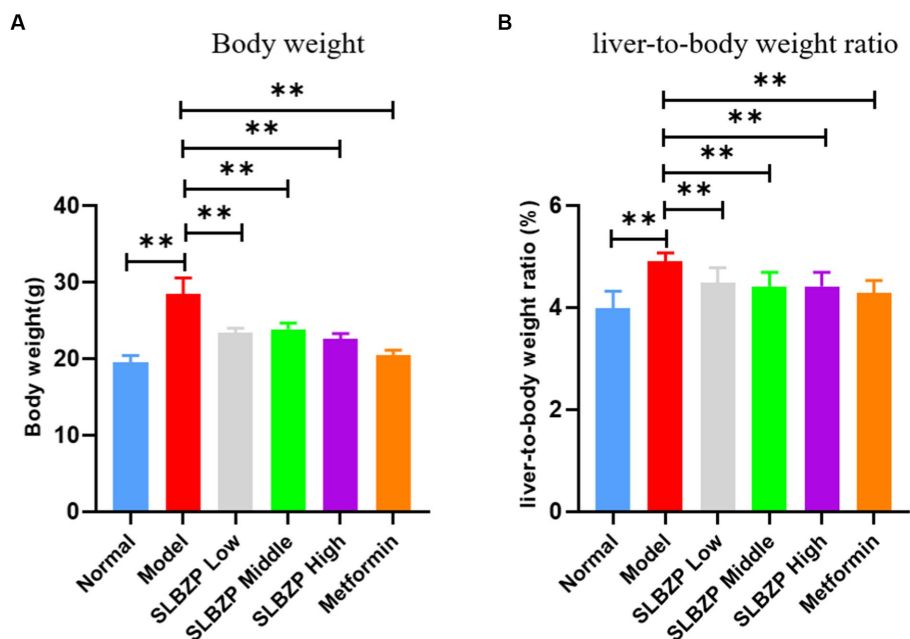 A
Body weight
**
**
**
**
**
Body weight(g)
40
30
20
10
0
Normal
Model
SLBZP Low
SLBZP Middle
SLBZP High
Metformin
B
liver-to-body weight ratio
**
**
**
**
**
liver-to-body weight ratio (%)
6
4
2
0
Normal
Model
SLBZP Low
SLBZP Middle
SLBZP High
Metformin